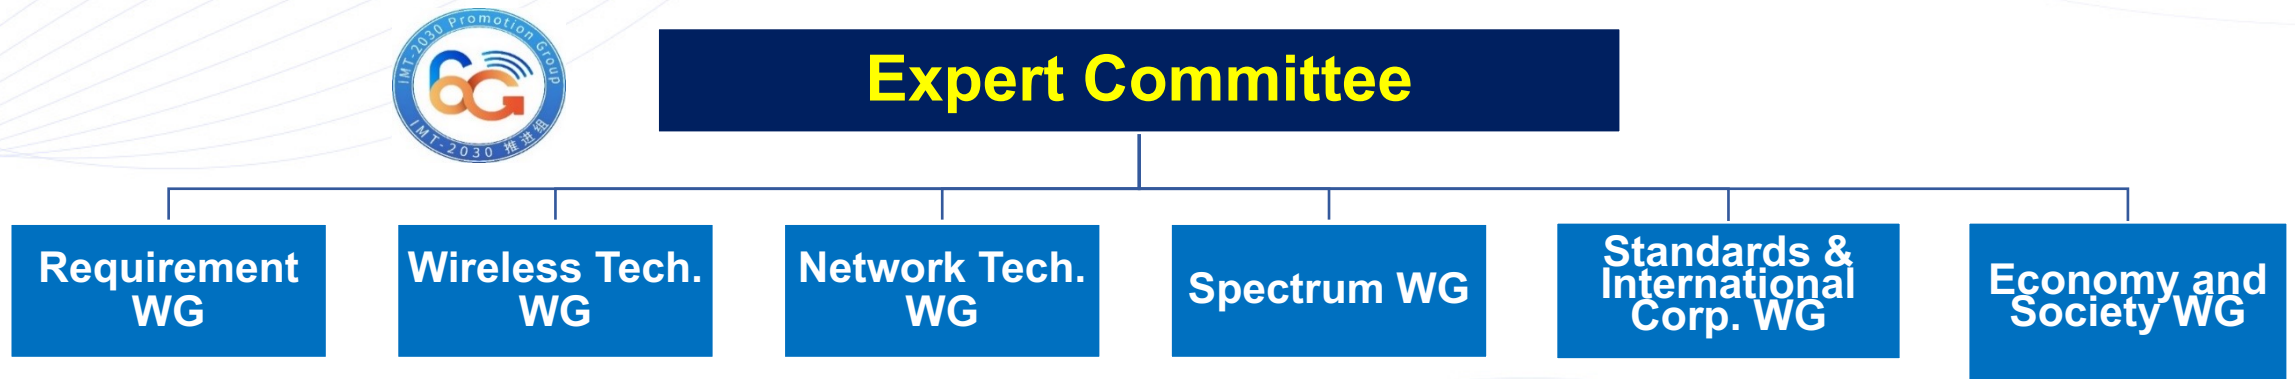 IMT-2030 Promotion Group
6G
IMT-2030 推进组
Expert Committee
Requirement
WG
Wireless Tech.
WG
Network Tech.
WG
Spectrum WG
Standards &
International
Corp. WG
Economy and
Society WG